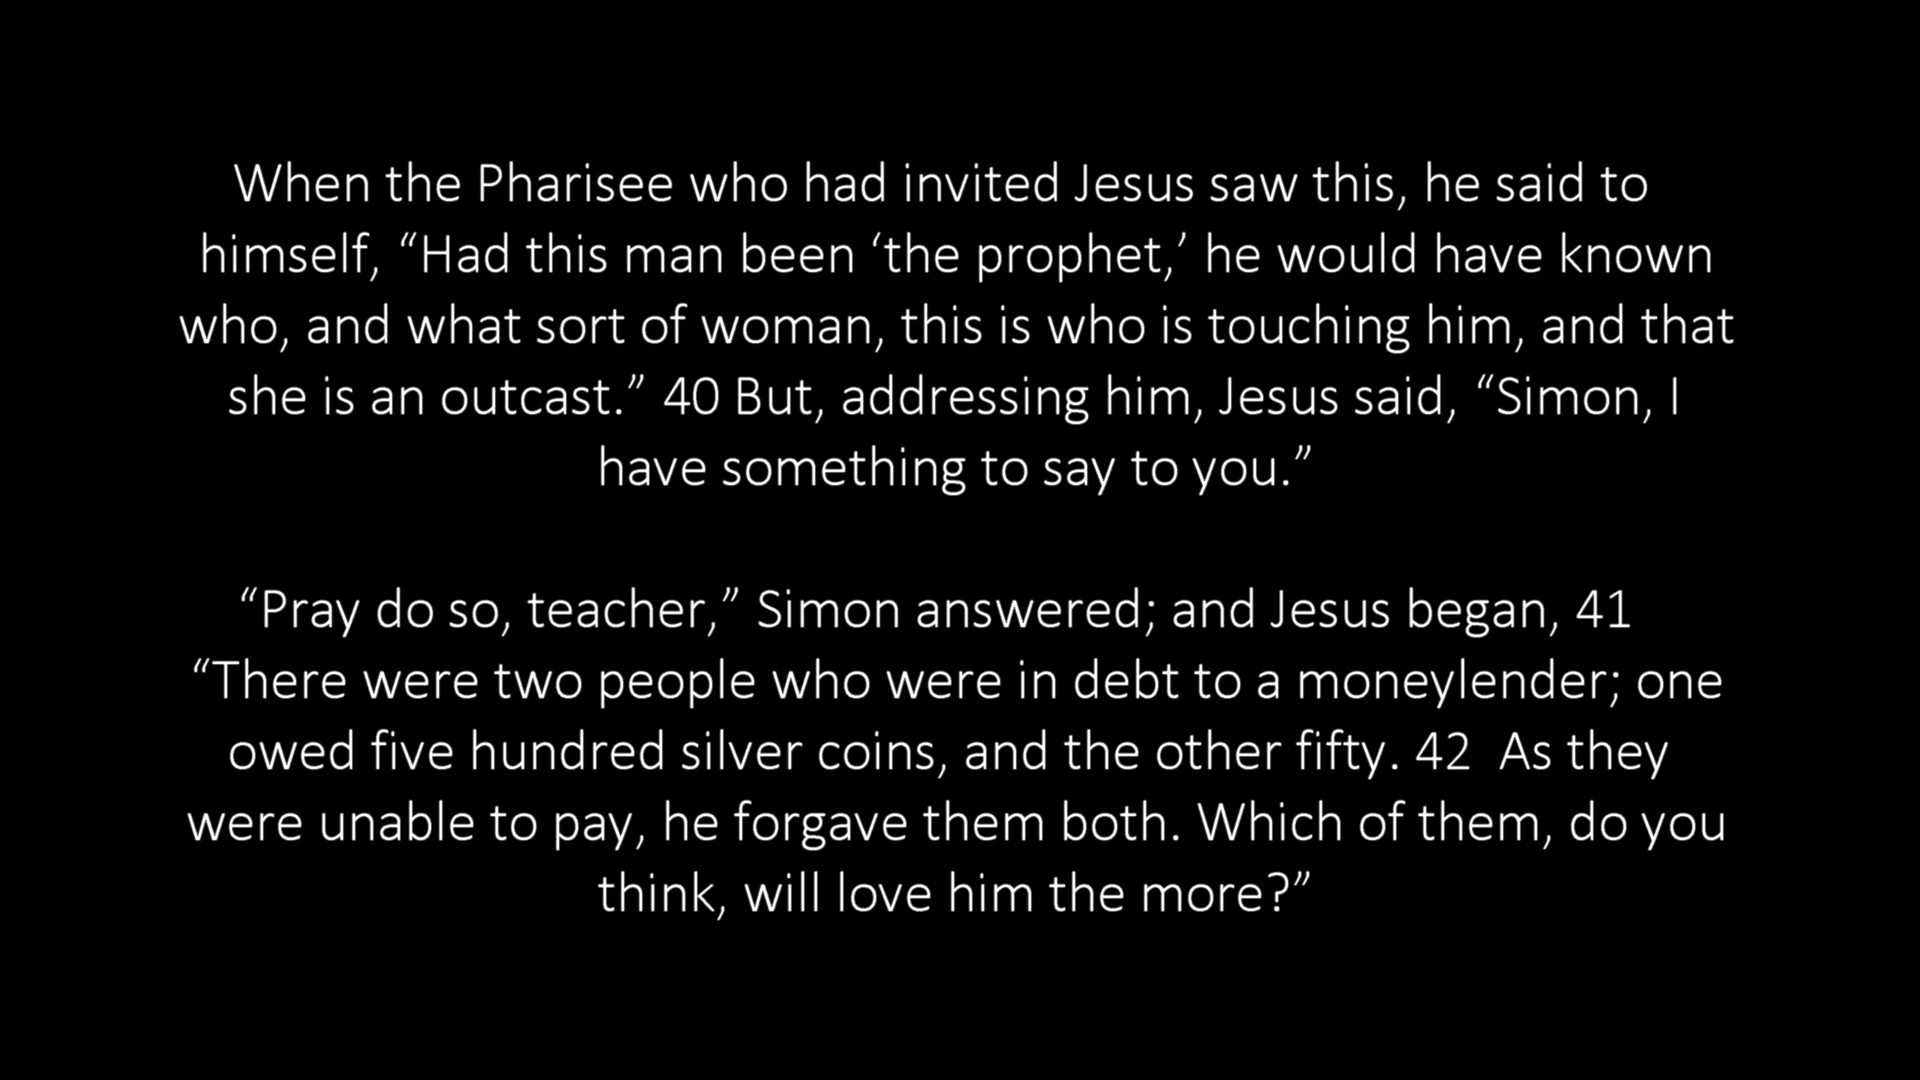 When the Pharisee who had invited Jesus saw this, he said to
himself, “Had this man been ‘the prophet,’ he would have known
who, and what sort of woman, this is who is touching him, and that
she is an outcast.” 40 But, addressing him, Jesus said, “Simon, I
have something to say to you.”
“Pray do so, teacher,” Simon answered; and Jesus began, 41
“There were two people who were in debt to a moneylender; one
owed five hundred silver coins, and the other fifty. 42  As they
were unable to pay, he forgave them both. Which of them, do you
think, will love him the more?”